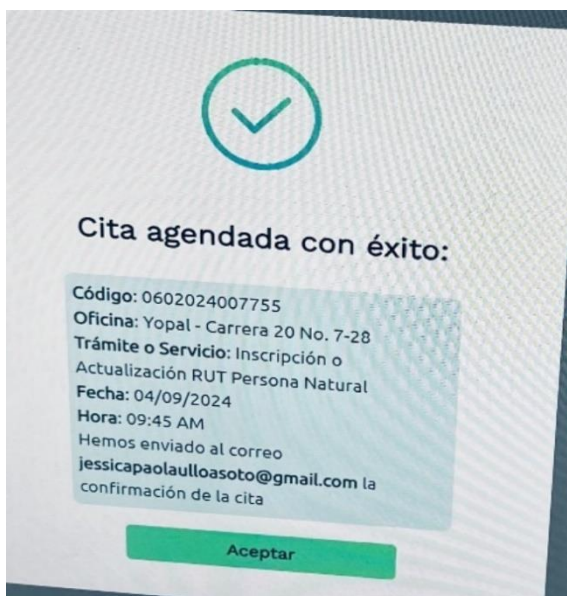 Cita agendada con éxito:
Código: 0602024007755
Oficina: Yopal - Carrera 20 No. 7-28
Trámite o Servicio: Inscripción o
Actualización RUT Persona Natural
Fecha: 04/09/2024
Hora: 09:45 AM
Hemos enviado al correo
jessicapaolaulloasoto@gmail.com la
confirmación de la cita
Aceptar